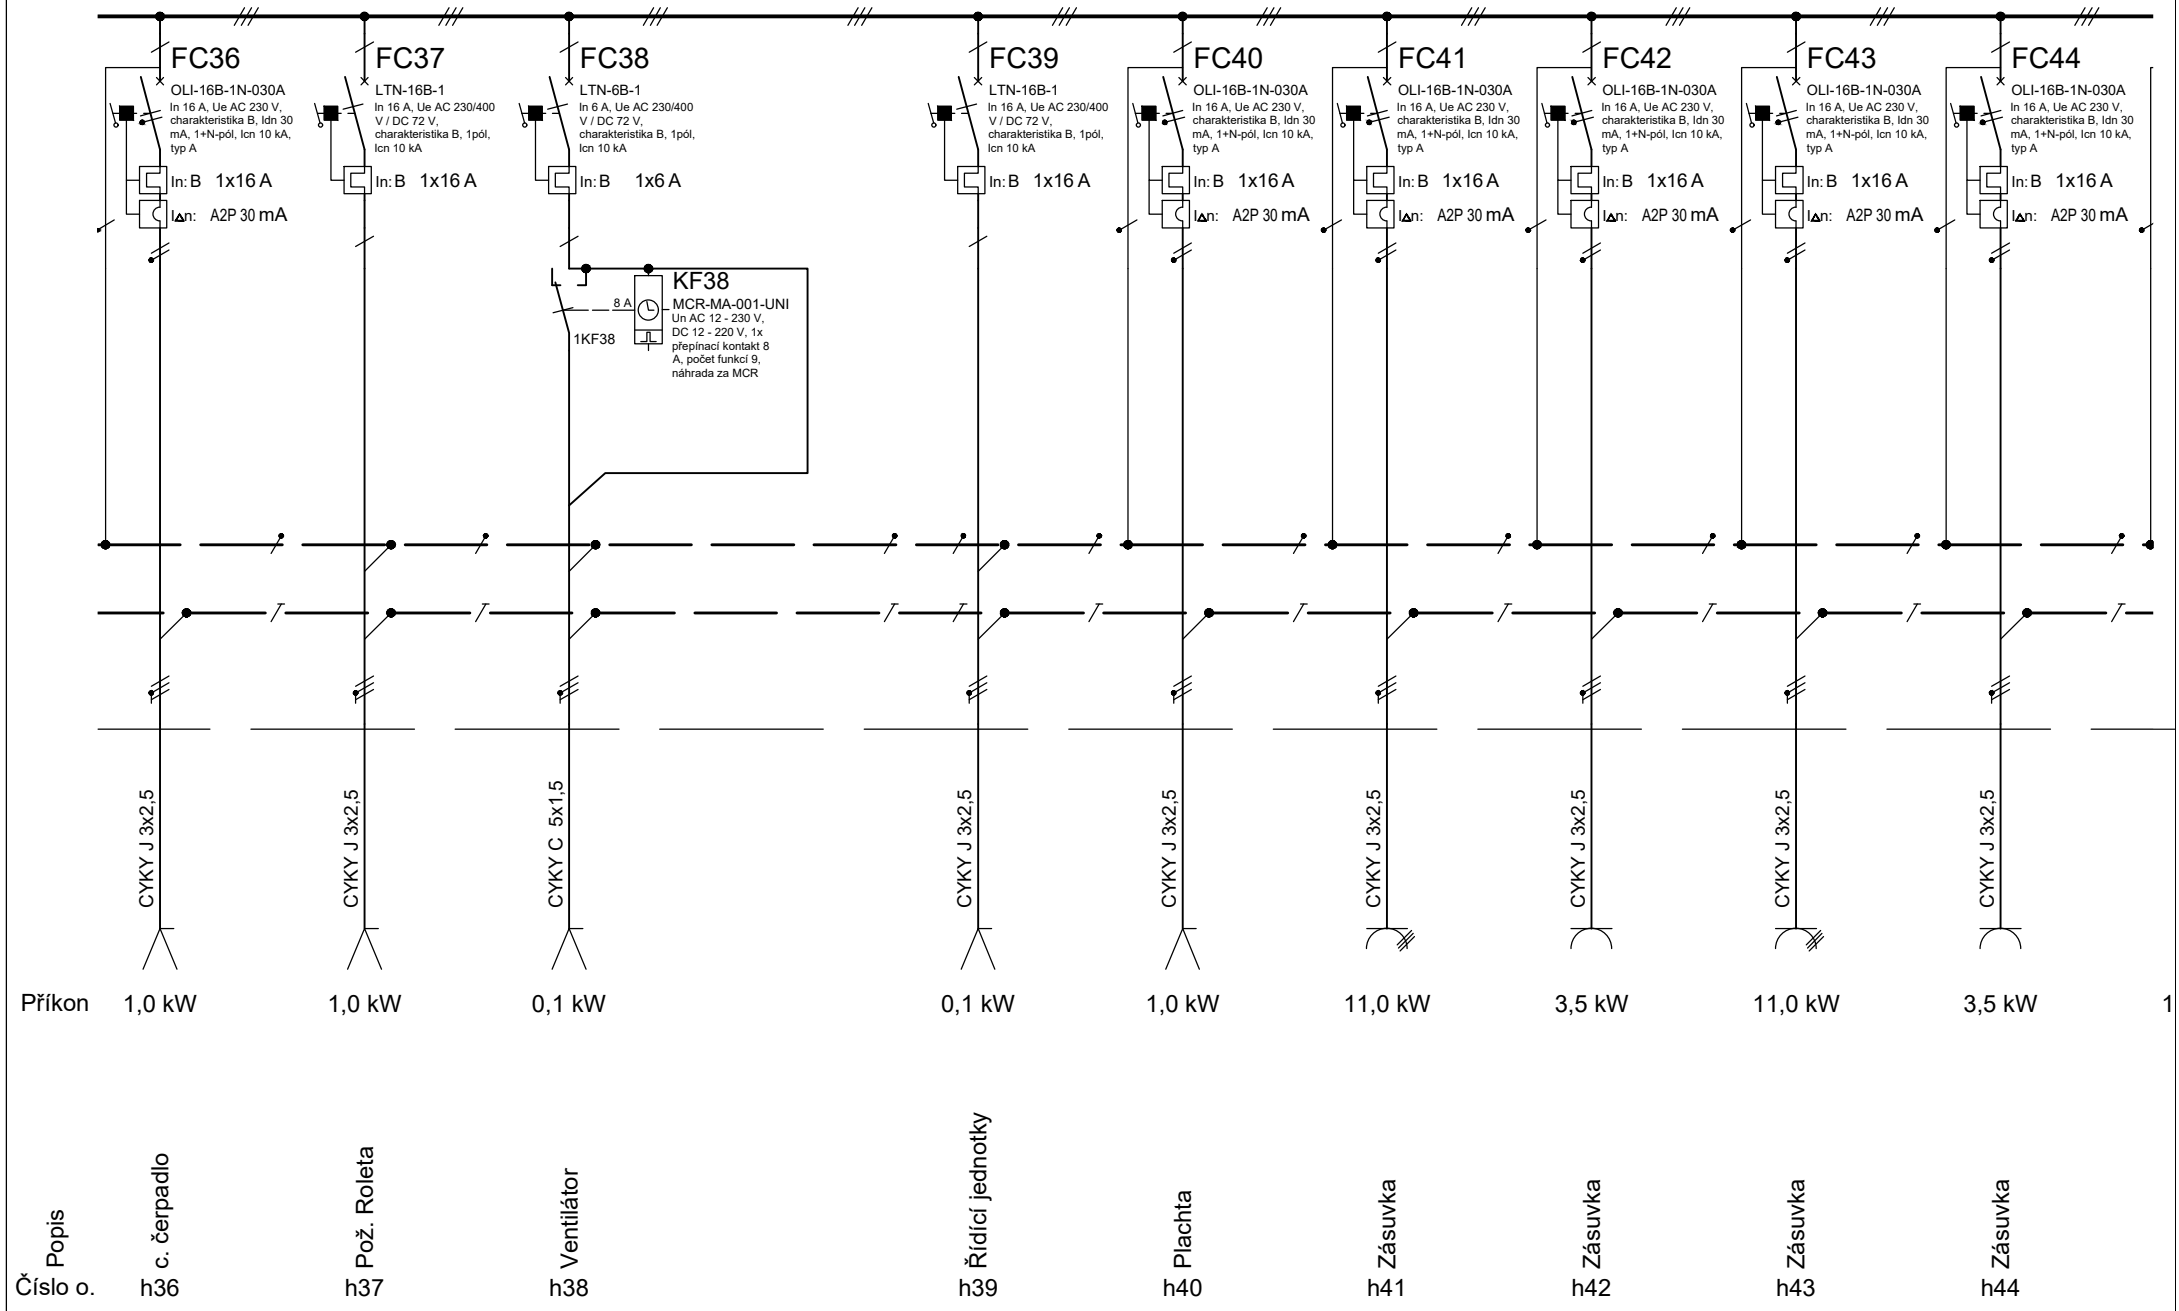 FC36
OLI-16B-1N-030A
In 16 A, Ue AC 230 V,
charakteristika B, Idn 30
mA, 1+N-pól, Icn 10 kA,
typ A
In: B 1x16 A
IΔn: A2P 30 mA
FC37
LTN-16B-1
In 16 A, Ue AC 230/400
V / DC 72 V,
charakteristika B, 1pól,
Icn 10 kA
In: B 1x16 A
FC38
LTN-6B-1
In 6 A, Ue AC 230/400
V / DC 72 V,
charakteristika B, 1pól,
Icn 10 kA
In: B 1x6 A
KF38
MCR-MA-001-UNI
Un AC 12 - 230 V,
DC 12 - 220 V, 1x
přepínací kontakt 8
A, počet funkcí 9,
náhrada za MCR
8 A
1KF38
FC39
LTN-16B-1
In 16 A, Ue AC 230/400
V / DC 72 V,
charakteristika B, 1pól,
Icn 10 kA
In: B 1x16 A
FC40
OLI-16B-1N-030A
In 16 A, Ue AC 230 V,
charakteristika B, Idn 30
mA, 1+N-pól, Icn 10 kA,
typ A
In: B 1x16 A
IΔn: A2P 30 mA
FC41
OLI-16B-1N-030A
In 16 A, Ue AC 230 V,
charakteristika B, Idn 30
mA, 1+N-pól, Icn 10 kA,
typ A
In: B 1x16 A
IΔn: A2P 30 mA
FC42
OLI-16B-1N-030A
In 16 A, Ue AC 230 V,
charakteristika B, Idn 30
mA, 1+N-pól, Icn 10 kA,
typ A
In: B 1x16 A
IΔn: A2P 30 mA
FC43
OLI-16B-1N-030A
In 16 A, Ue AC 230 V,
charakteristika B, Idn 30
mA, 1+N-pól, Icn 10 kA,
typ A
In: B 1x16 A
IΔn: A2P 30 mA
FC44
OLI-16B-1N-030A
In 16 A, Ue AC 230 V,
charakteristika B, Idn 30
mA, 1+N-pól, Icn 10 kA,
typ A
In: B 1x16 A
IΔn: A2P 30 mA
CYKY J 3x2,5
CYKY J 3x2,5
CYKY C 5x1,5
CYKY J 3x2,5
CYKY J 3x2,5
CYKY J 3x2,5
CYKY J 3x2,5
CYKY J 3x2,5
CYKY J 3x2,5
Příkon 1,0 kW 1,0 kW 0,1 kW 0,1 kW 1,0 kW 11,0 kW 3,5 kW 11,0 kW 3,5 kW 1
Popis
c. čerpadlo
Pož. Roleta
Ventilátor
Řídící jednotky
Plachta
Zásuvka
Zásuvka
Zásuvka
Zásuvka
Číslo o. h36 h37 h38 h39 h40 h41 h42 h43 h44